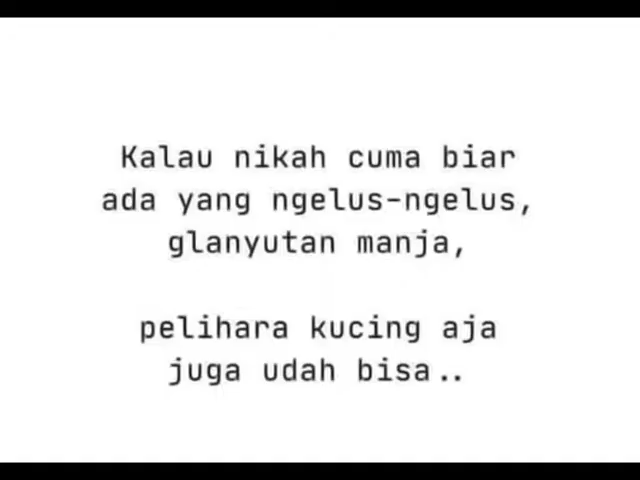 Kalau nikah cuma biar
ada yang ngelus-ngelus,
glanyutan manja,
pelihara kucing aja
juga udah bisa..